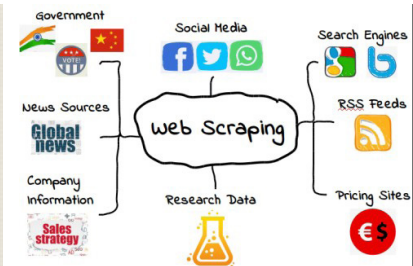 Government
Social Media
Search Engines
VOTE!
News Sources
Global
news
Web Scraping
RSS Feeds
Company
Information
Sales
strategy
Research Data
Pricing Sites
€$